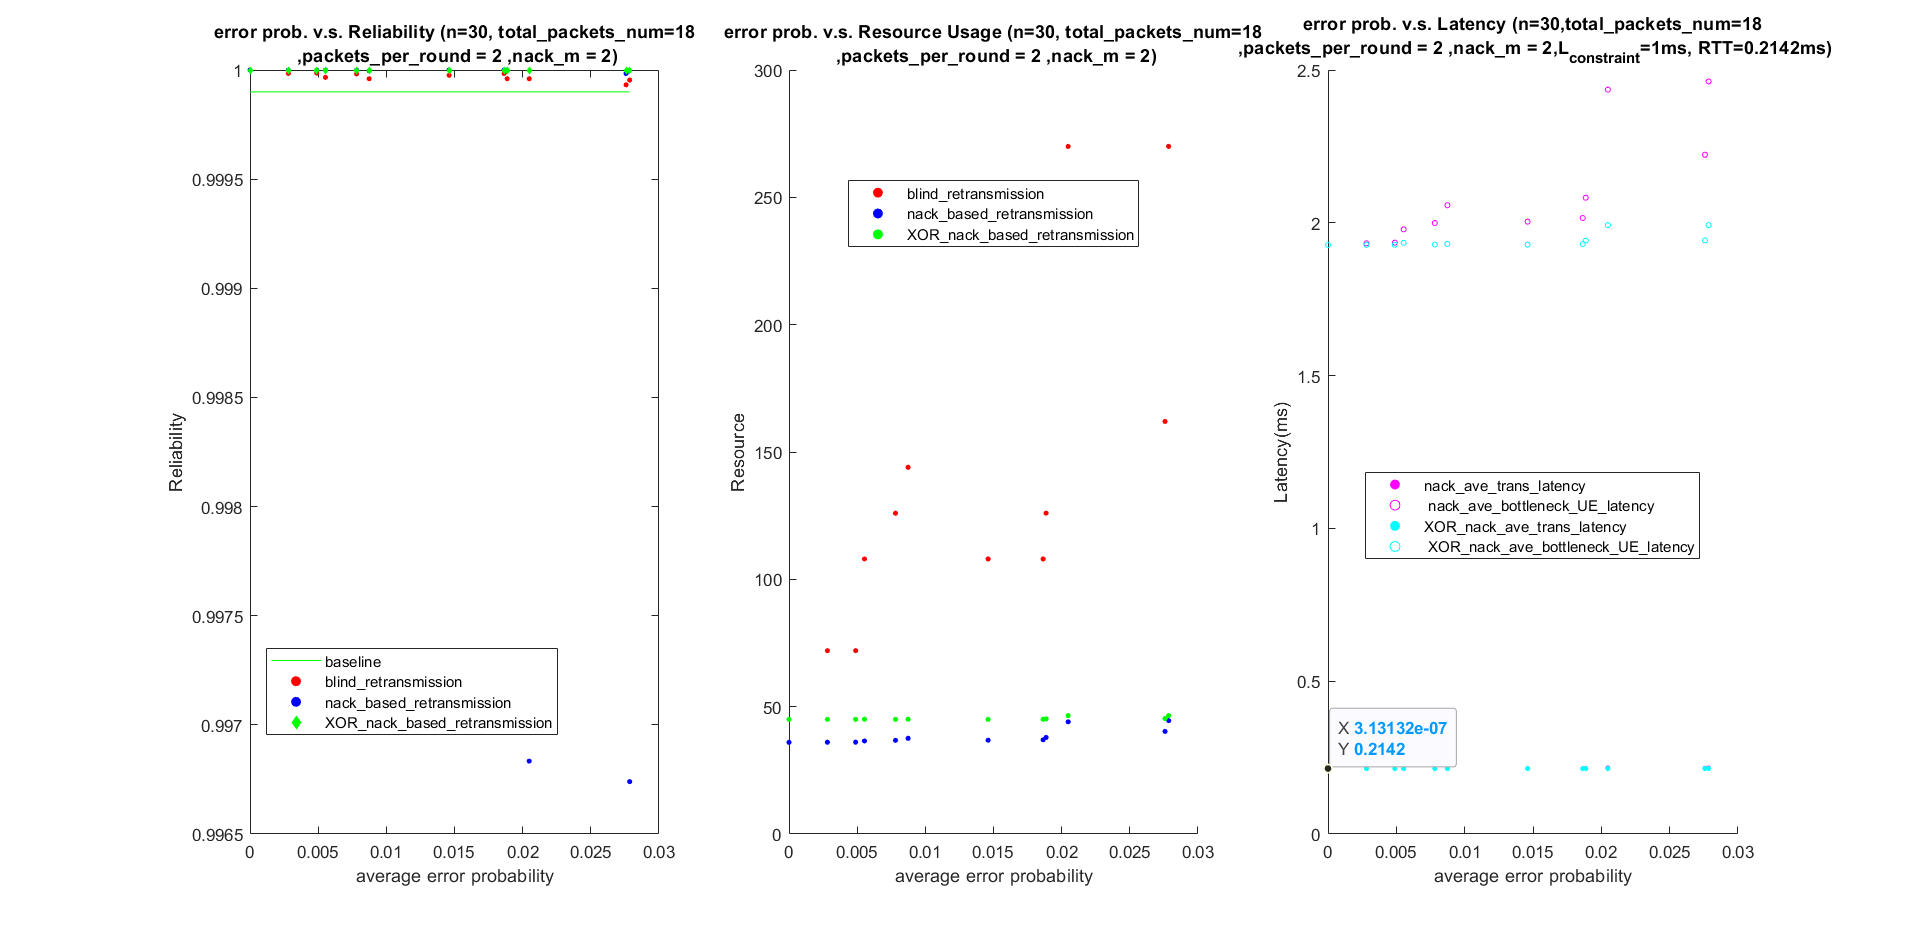 error prob. v.s. Reliability (n=30, total_packets_num=18
,packets_per_round = 2 ,nack_m = 2)
1
0.9995
0.999
0.9985
0.998
0.9975
0.997
0.9965
Reliability
baseline
blind_retransmission
nack_based_retransmission
XOR_nack_based_retransmission
0 0.005 0.01 0.015 0.02 0.025 0.03
average error probability
error prob. v.s. Resource Usage (n=30, total_packets_num=18
,packets_per_round = 2 ,nack_m = 2)
300
250
200
150
100
50
0
Resource
blind_retransmission
nack_based_retransmission
XOR_nack_based_retransmission
0 0.005 0.01 0.015 0.02 0.025 0.03
average error probability
error prob. v.s. Latency (n=30,total_packets_num=18
,packets_per_round = 2 ,nack_m = 2,L_constraint=1ms, RTT=0.2142ms)
2.5
2
1.5
1
0.5
0
Latency(ms)
nack_ave_trans_latency
nack_ave_bottleneck_UE_latency
XOR_nack_ave_trans_latency
XOR_nack_ave_bottleneck_UE_latency
X 3.13132e-07
Y 0.2142
0 0.005 0.01 0.015 0.02 0.025 0.03
average error probability